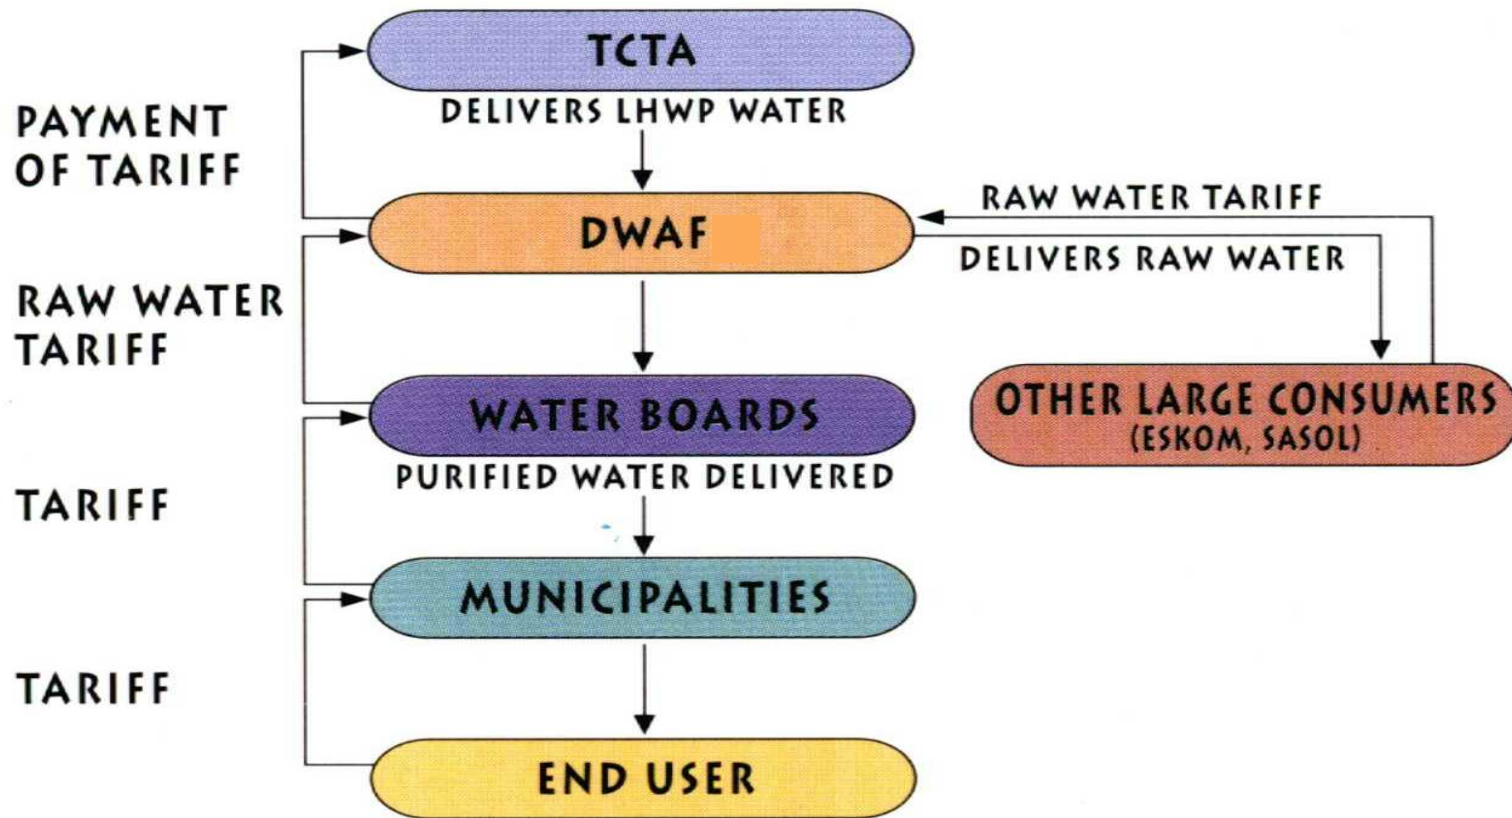 TCTA
DELIVERS LHWP WATER
PAYMENT
OF TARIFF
DWAF
RAW WATER TARIFF
DELIVERS RAW WATER
RAW WATER
TARIFF
WATER BOARDS
OTHER LARGE CONSUMERS
(ESKOM, SASOL)
PURIFIED WATER DELIVERED
TARIFF
MUNICIPALITIES
TARIFF
END USER